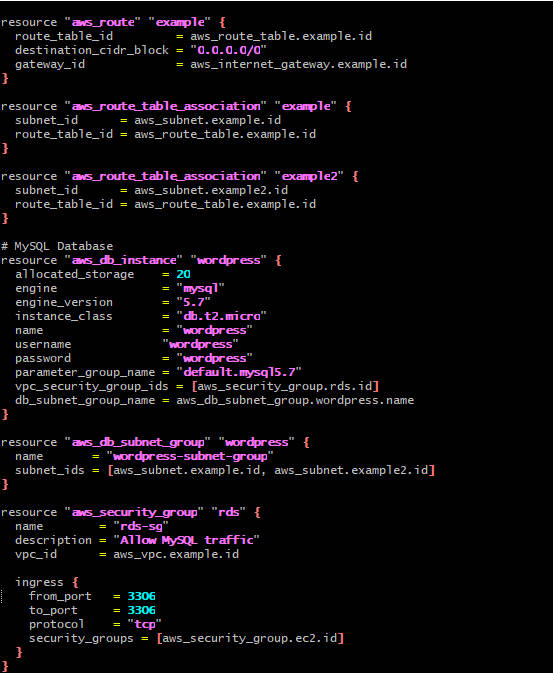 resource "aws_route" "example" {
  route_table_id         = aws_route_table.example.id
  destination_cidr_block = "0.0.0.0/0"
  gateway_id             = aws_internet_gateway.example.id
}

resource "aws_route_table_association" "example" {
  subnet_id      = aws_subnet.example.id
  route_table_id = aws_route_table.example.id
}

resource "aws_route_table_association" "example2" {
  subnet_id      = aws_subnet.example2.id
  route_table_id = aws_route_table.example.id
}

# MySQL Database
resource "aws_db_instance" "wordpress" {
  allocated_storage    = 20
  engine               = "mysql"
  engine_version       = "5.7"
  instance_class       = "db.t2.micro"
  name                 = "wordpress"
  username             "wordpress"
  password             = "wordpress"
  parameter_group_name = "default.mysql5.7"
  vpc_security_group_ids = [aws_security_group.rds.id]
  db_subnet_group_name = aws_db_subnet_group.wordpress.name
}

resource "aws_db_subnet_group" "wordpress" {
  name       = "wordpress-subnet-group"
  subnet_ids = [aws_subnet.example.id, aws_subnet.example2.id]
}

resource "aws_security_group" "rds" {
  name        = "rds-sg"
  description = "Allow MySQL traffic"
  vpc_id      = aws_vpc.example.id

  ingress {
    from_port   = 3306
    to_port     = 3306
    protocol    = "tcp"
    security_groups = [aws_security_group.ec2.id]
  }
}